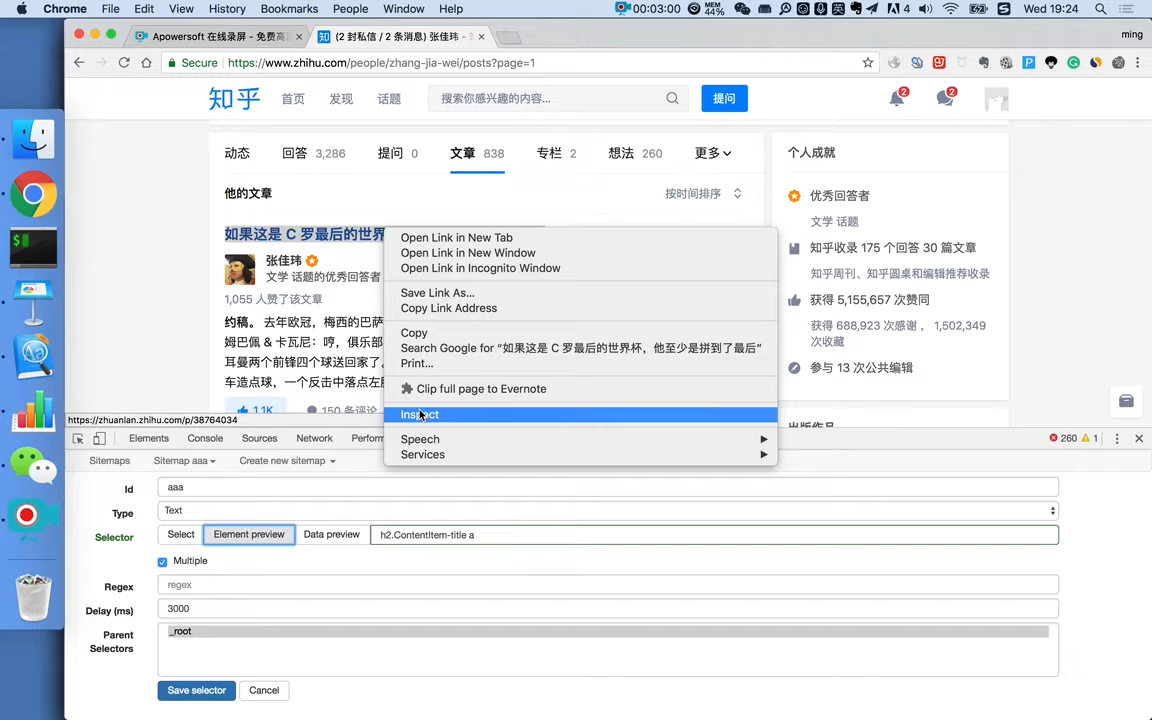 Chrome File Edit View History Bookmarks People Window Help 00:03:00 MEM 44% 英 4 Wed 19:24
Apowersoft 在线录屏 - 免费高 (2 封私信 / 2 条消息) 张佳玮 - ming
Secure https://www.zhihu.com/people/zhang-jia-wei/posts?page=1
知乎 首页 发现 话题 搜索你感兴趣的内容... 提问 2 2
动态 回答 3,286 提问 0 文章 838 专栏 2 想法 260 更多
个人成就
他的文章 按时间排序
优秀回答者
文学 话题
如果这是 C 罗最后的世界
张佳玮
文学 话题的优秀回答者
1,055 人赞了该文章
约稿。 去年欧冠，梅西的巴萨
姆巴佩 & 卡瓦尼：哼，俱乐部
耳曼两个前锋四个球送回家了。
车造点球，一个反击中落点左脚
1.1K 150 条评论
知乎收录 175 个回答 30 篇文章
知乎周刊、知乎圆桌和编辑推荐收录
获得 5,155,657 次赞同
获得 688,923 次感谢 ， 1,502,349
次收藏
参与 13 次公共编辑
出版作品
Open Link in New Tab
Open Link in New Window
Open Link in Incognito Window
Save Link As...
Copy Link Address
Copy
Search Google for “如果这是 C 罗最后的世界杯，他至少是拼到了最后”
Print...
Clip full page to Evernote
Inspect
Speech
Services
https://zhuanlan.zhihu.com/p/38764034
Elements Console Sources Network Perform 260 1
Sitemaps Sitemap aaa Create new sitemap
Id aaa
Type Text
Selector Select Element preview Data preview h2.ContentItem-title a
Multiple
Regex regex
Delay (ms) 3000
Parent Selectors _root
Save selector Cancel